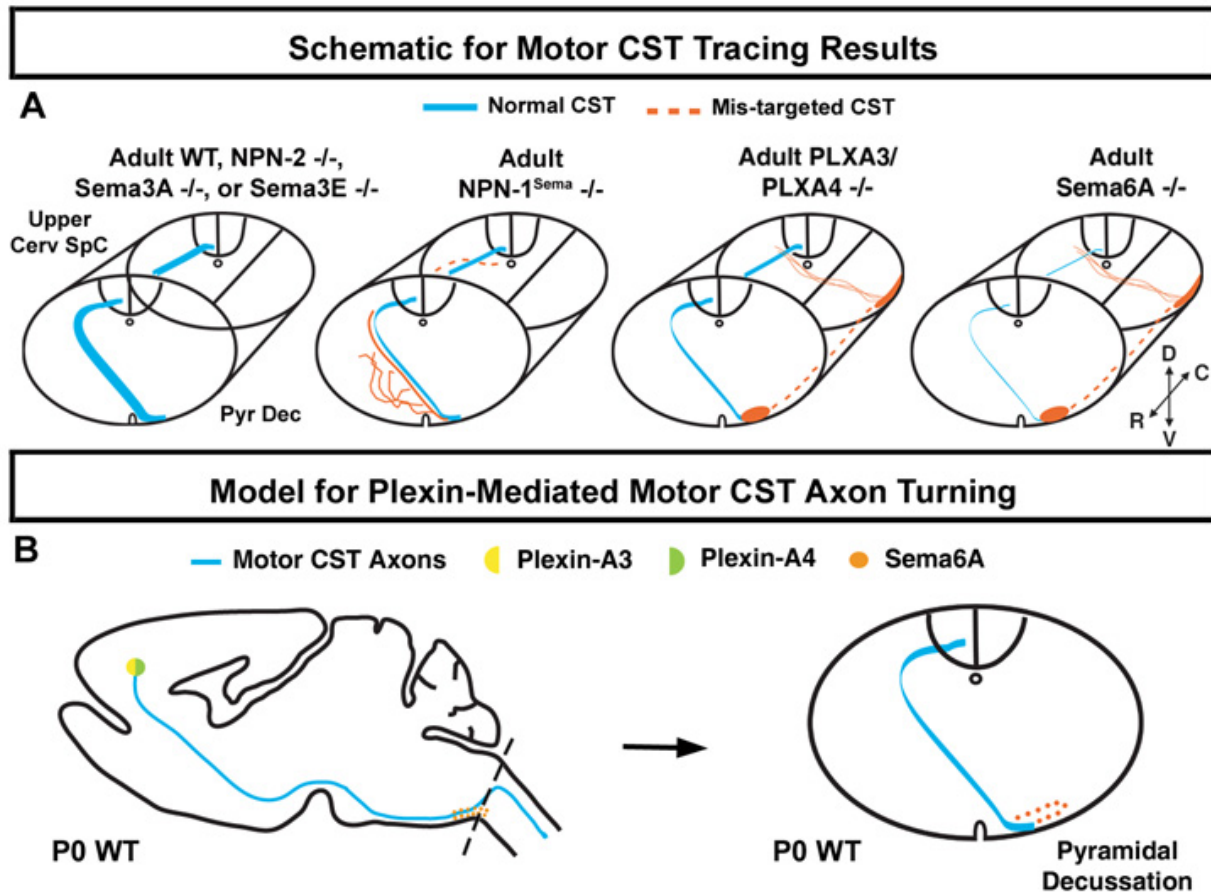 Schematic for Motor CST Tracing Results
A
Normal CST
Mis-targeted CST
Adult WT, NPN-2 -/-,
Sema3A -/-, or Sema3E -/-
Adult
NPN-1Sema -/-
Adult PLXA3/
PLXA4 -/-
Adult
Sema6A -/-
Upper
Cerv SpC
Pyr Dec
D
C
R
V
Model for Plexin-Mediated Motor CST Axon Turning
B
Motor CST Axons
Plexin-A3
Plexin-A4
Sema6A
P0 WT
P0 WT
Pyramidal
Decussation